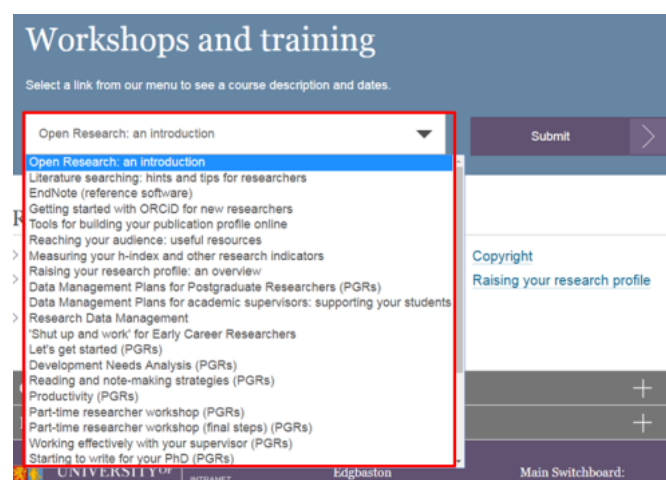 Workshops and training
Select a link from our menu to see a course description and dates.
Open Research: an introduction
Submit
Open Research: an introduction
Literature searching: hints and tips for researchers
EndNote (reference software)
Getting started with ORCiD for new researchers
Tools for building your publication profile online
Reaching your audience: useful resources
Measuring your h-index and other research indicators
Raising your research profile: an overview
Data Management Plans for Postgraduate Researchers (PGRs)
Data Management Plans for academic supervisors: supporting your students
Research Data Management
'Shut up and work' for Early Career Researchers
Let's get started (PGRs)
Development Needs Analysis (PGRs)
Reading and note-making strategies (PGRs)
Productivity (PGRs)
Part-time researcher workshop (PGRs)
Part-time researcher workshop (final steps) (PGRs)
Working effectively with your supervisor (PGRs)
Starting to write for your PhD (PGRs)
Copyright
Raising your research profile
UNIVERSITY OF
INTRANET
Edgbaston
Main Switchboard: